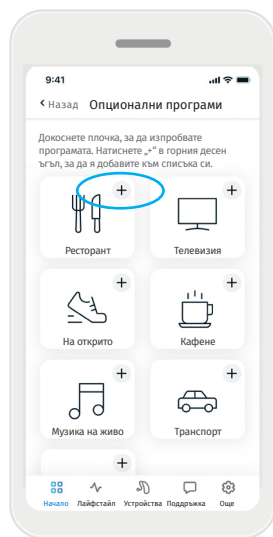 9:41
Назад Опционални програми
Докоснете плочка, за да изпробвате
програмата. Натиснете „+“ в горния десен
ъгъл, за да я добавите към списъка си.
+ +
Ресторант Телевизия
+ +
На открито Кафене
+ +
Музика на живо Транспорт
+
Начало Лайфстайл Устройства Поддръжка Още